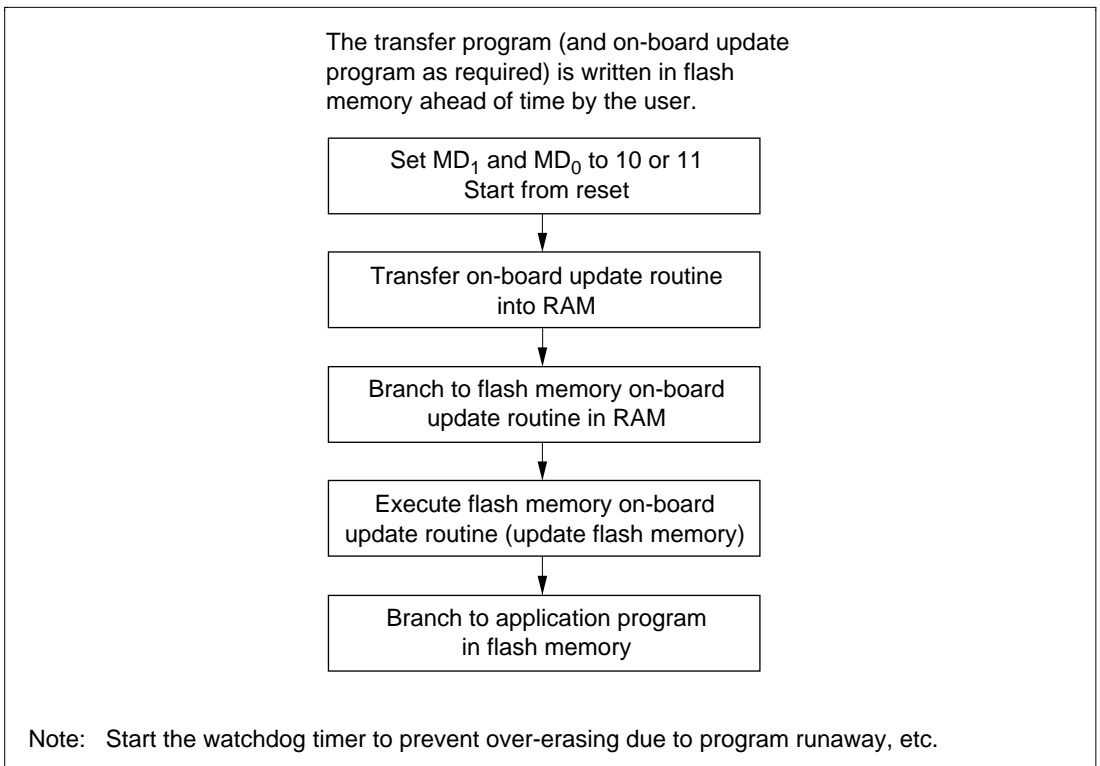 The transfer program (and on-board update
program as required) is written in flash
memory ahead of time by the user.
Set MD₁ and MD₀ to 10 or 11
Start from reset
Transfer on-board update routine
into RAM
Branch to flash memory on-board
update routine in RAM
Execute flash memory on-board
update routine (update flash memory)
Branch to application program
in flash memory
Note: Start the watchdog timer to prevent over-erasing due to program runaway, etc.